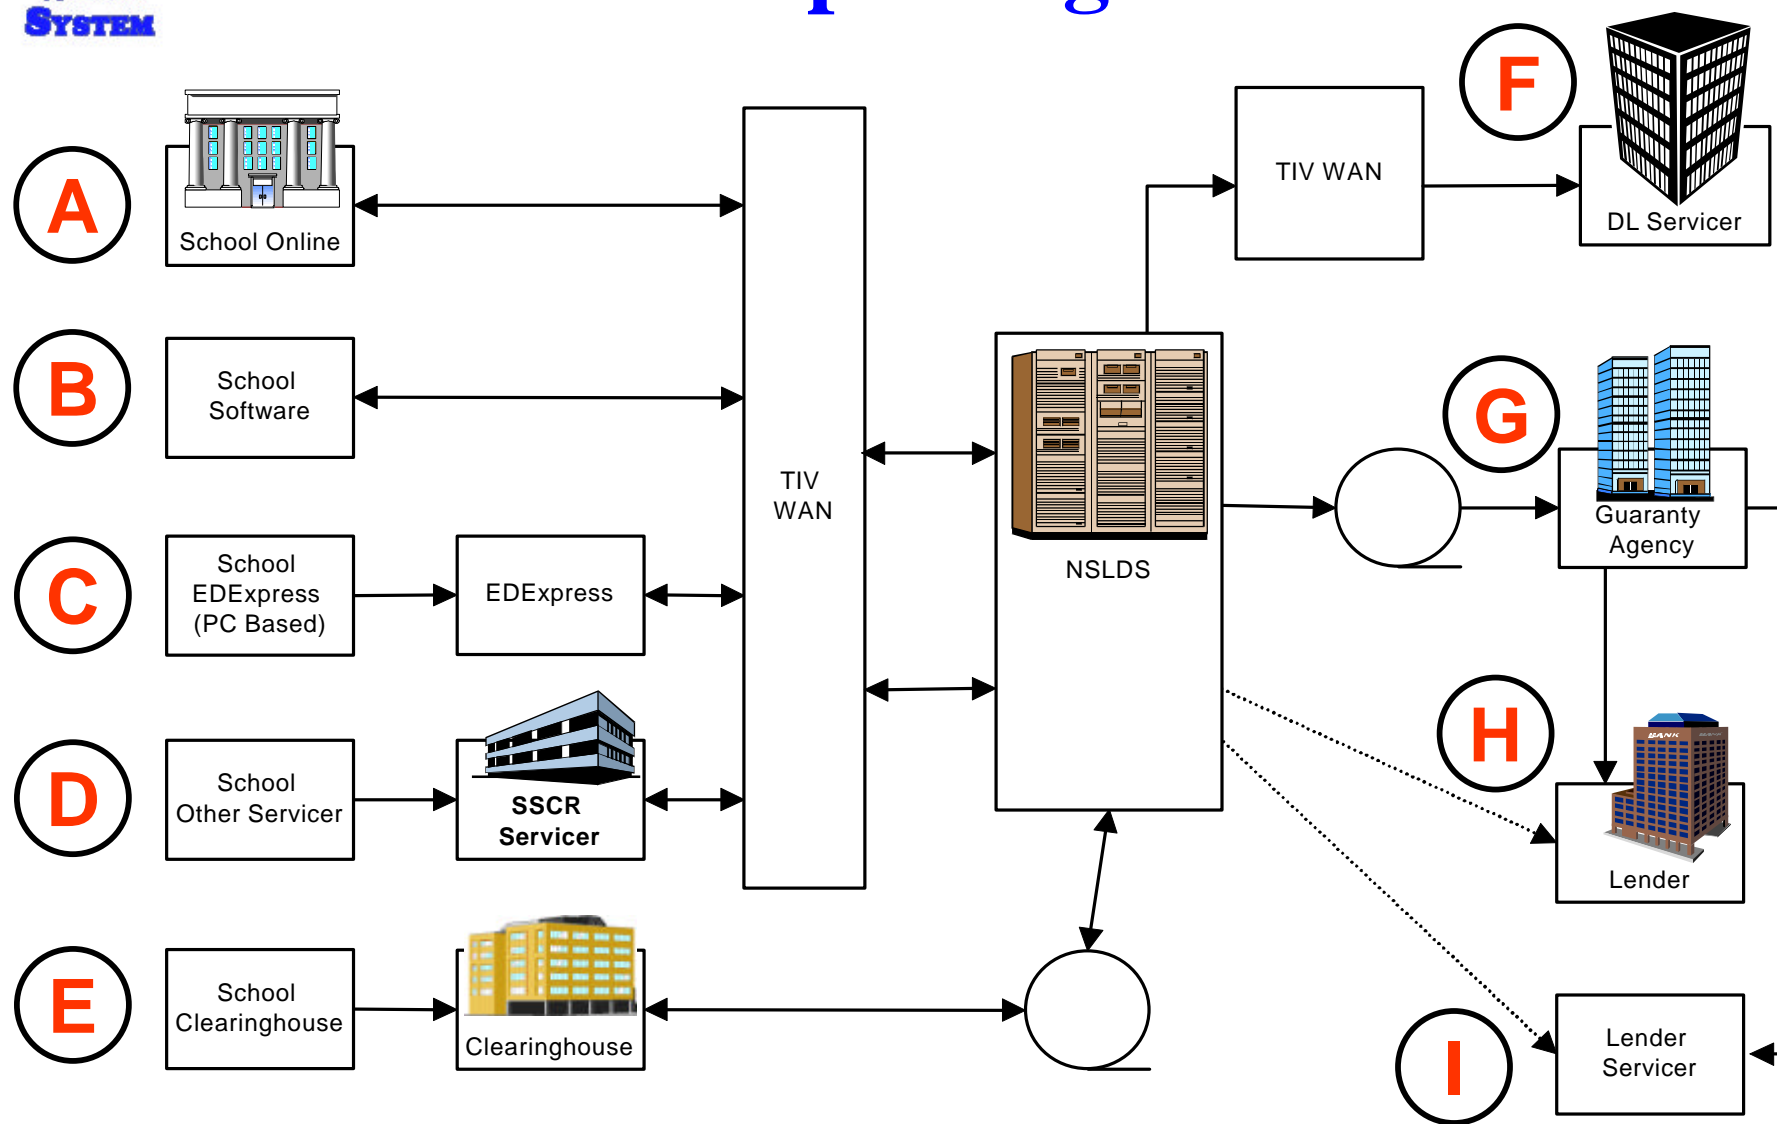 SYSTEM
A
School Online
B
School
Software
C
School
EDExpress
(PC Based)
EDExpress
D
School
Other Servicer
SSCR
Servicer
E
School
Clearinghouse
Clearinghouse
TIV
WAN
NSLDS
TIV WAN
F
DL Servicer
G
Guaranty
Agency
H
BANK
Lender
I
Lender
Servicer